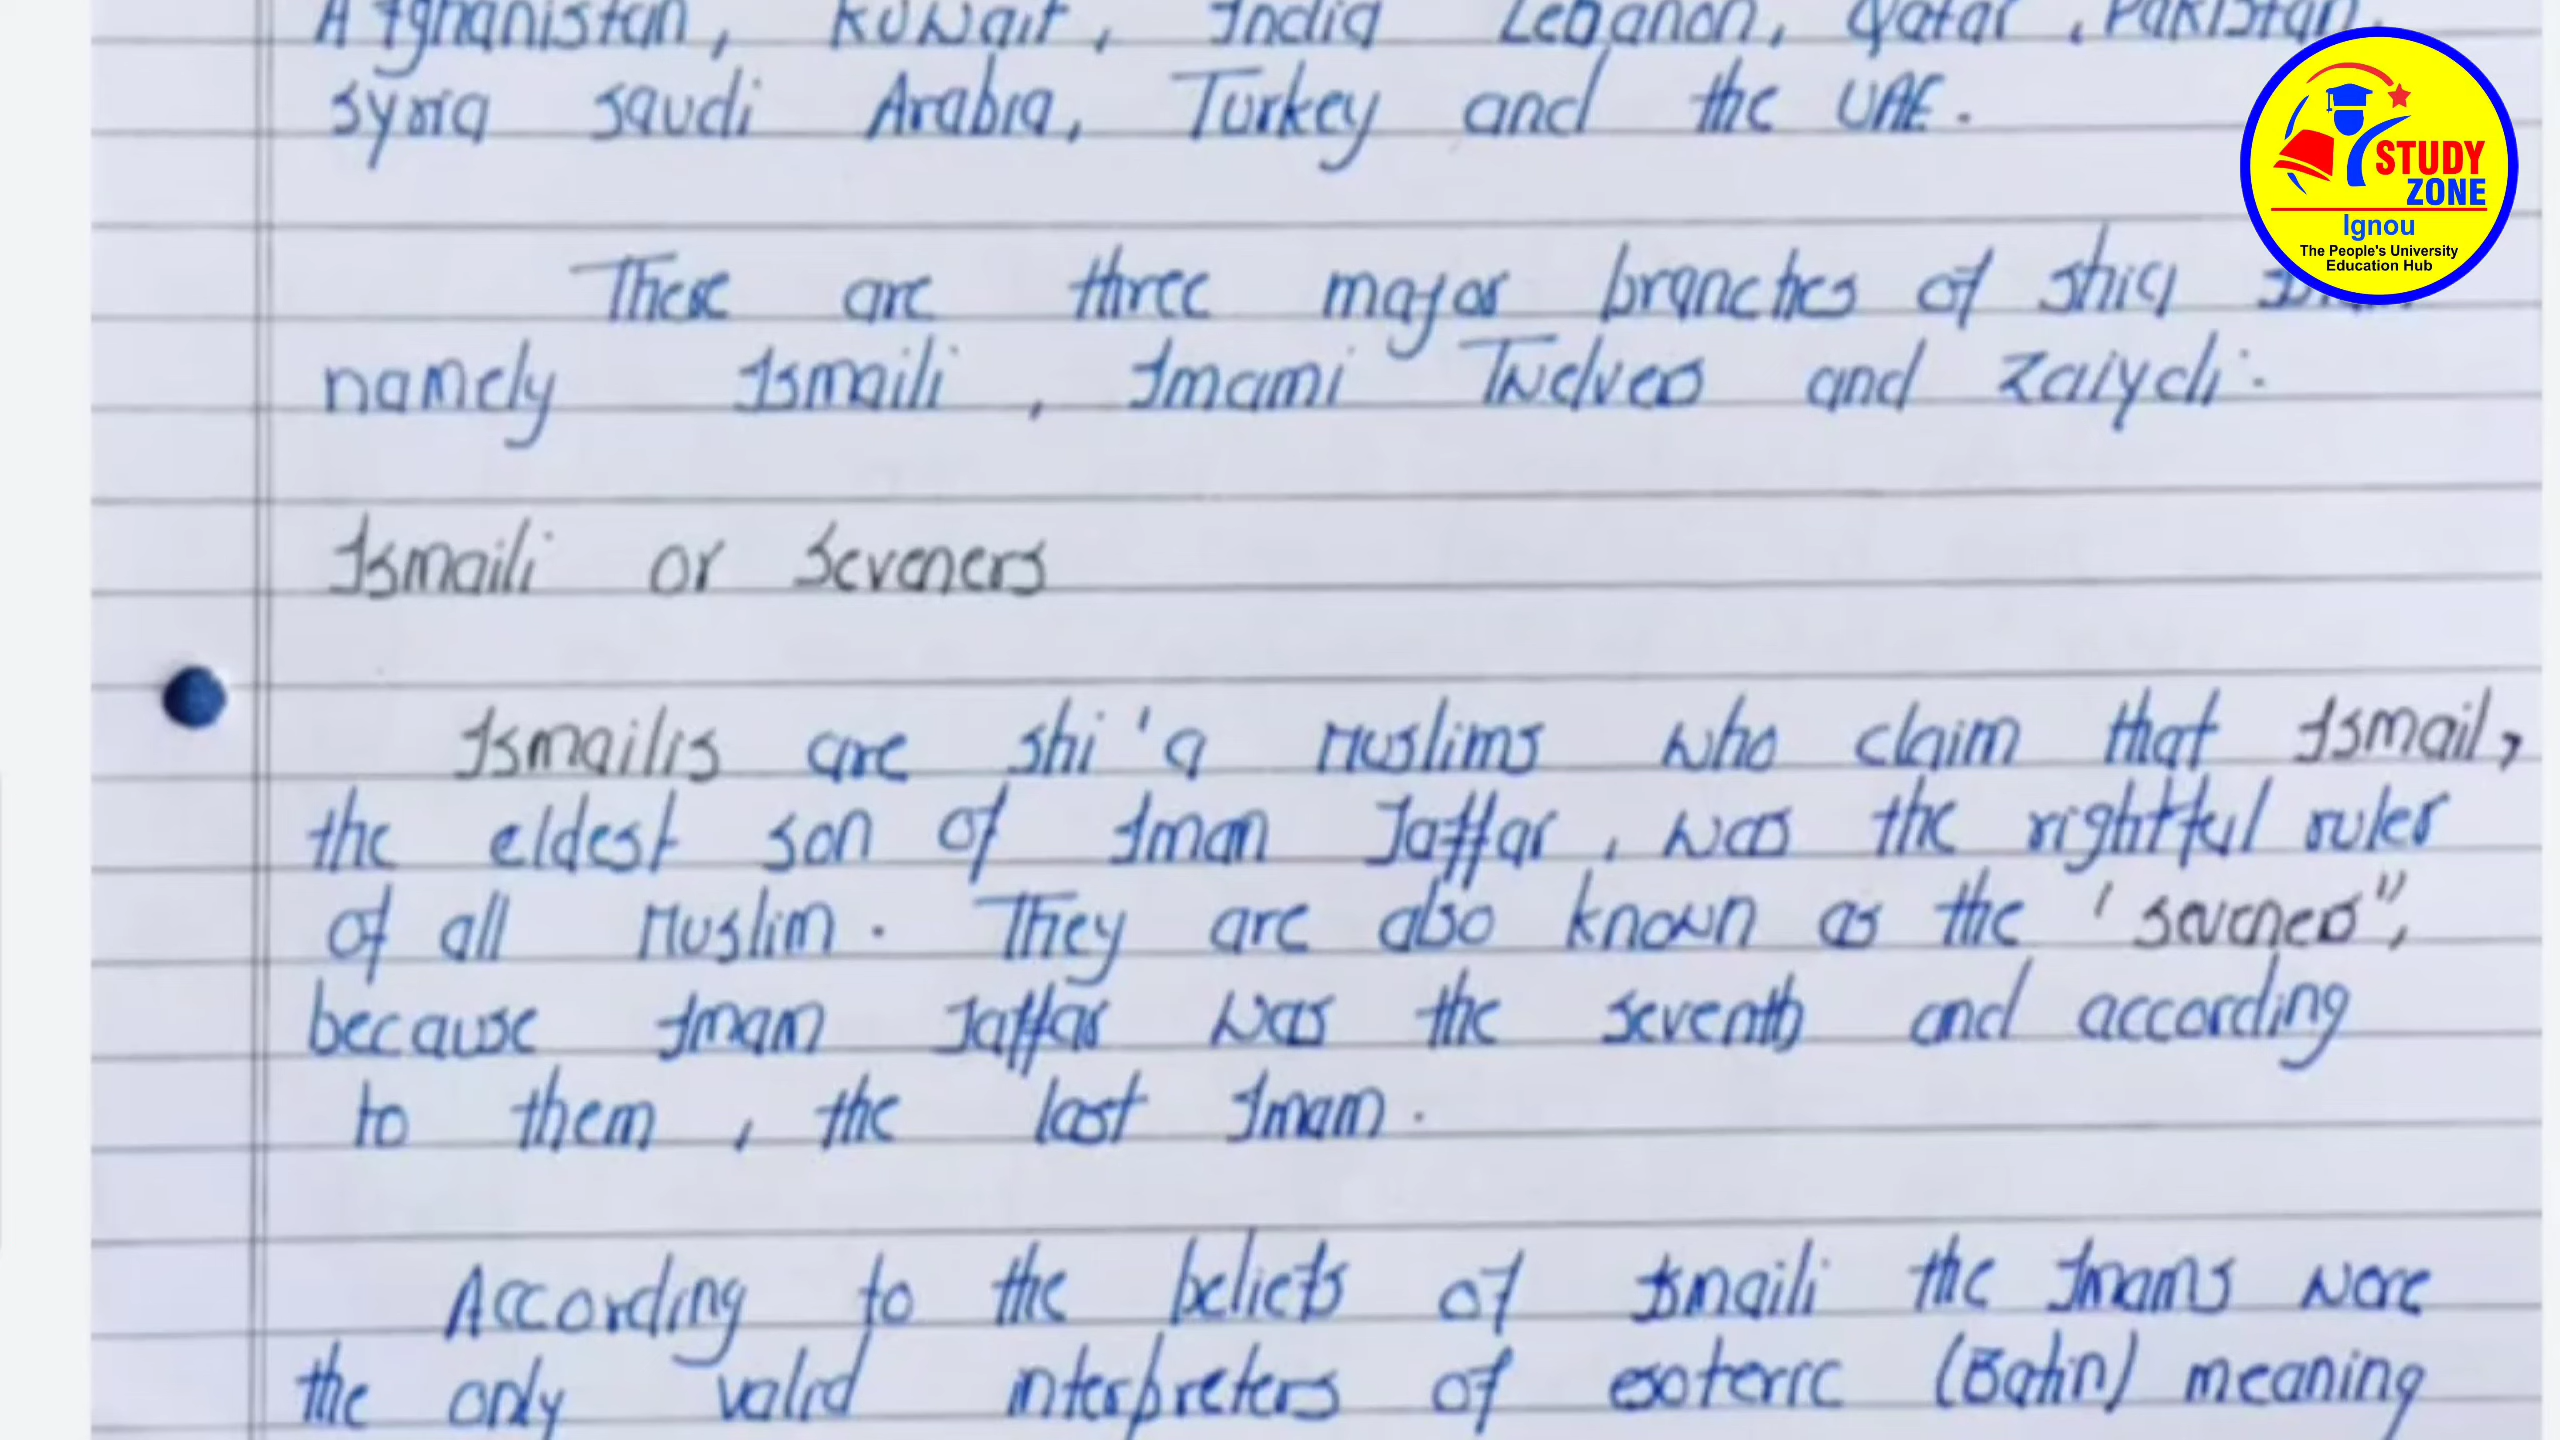 Afghanistan, Kuwait, India Lebanon, Qatar, Pakistan,
Syria Saudi Arabia, Turkey and the UAE.
STUDY
ZONE
Ignou
The People's University
Education Hub
These are three major branches of Shia
namely Ismaili, Imami Twelvers and Zaiydi.
Ismaili or Seveners
Ismailis are Shi'a Muslims who claim that Ismail,
the eldest son of Iman Jaffar, was the rightful ruler
of all Muslim. They are also known as the 'seveners",
because Imam Jaffar was the seventh and according
to them, the last Imam.
According to the beliefs of Ismaili the Imams were
the only valid interpreters of esoteric (Batin) meaning